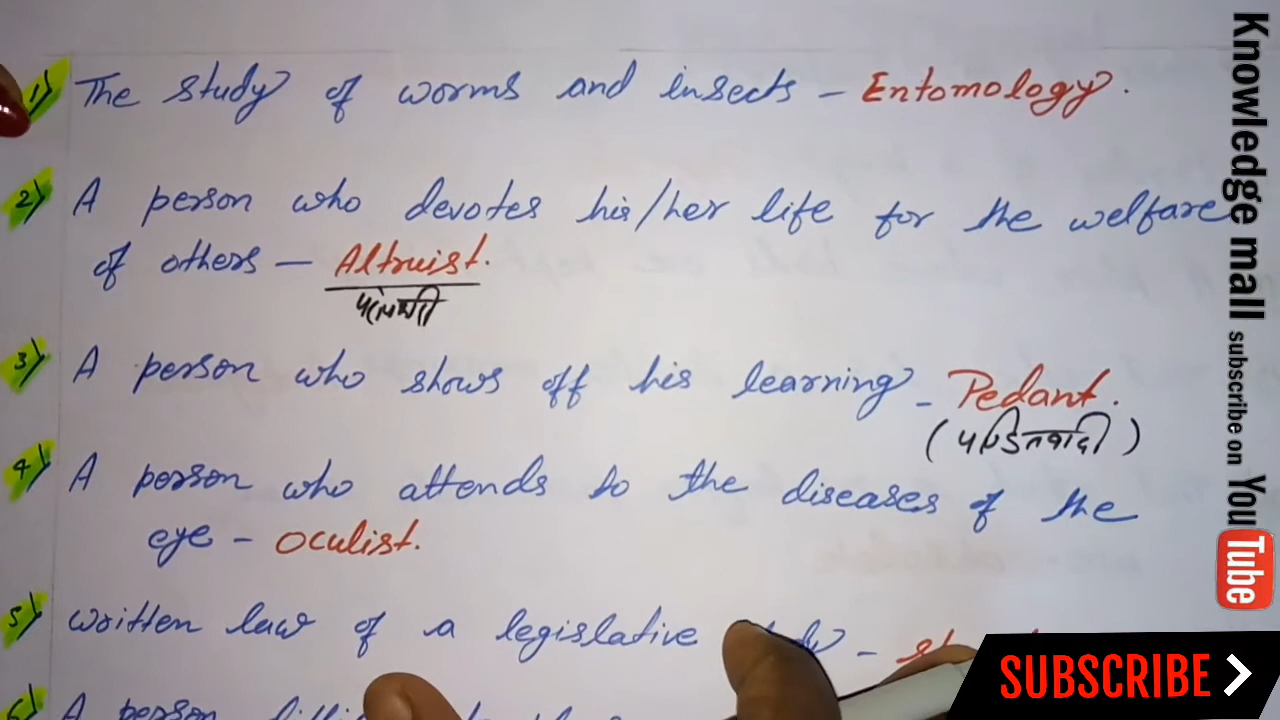 1) The study of worms and insects – Entomology.
2) A person who devotes his/her life for the welfare
of others – Altruist.
3) A person who shows off his learning – Pedant.
4) A person who attends to the diseases of the
eye – oculist.
5) written law of a legislative
6) A person
Knowledge mall subscribe on YouTube
SUBSCRIBE